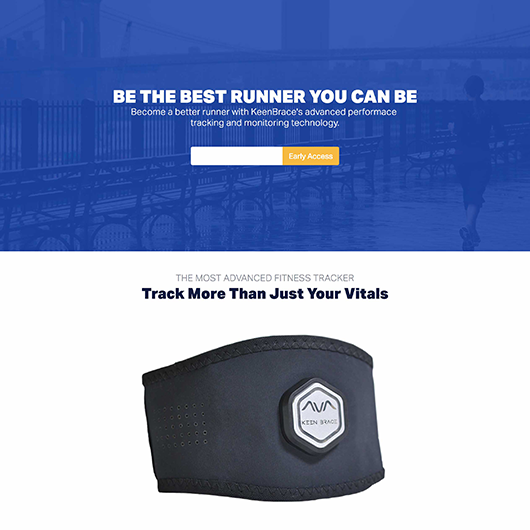 BE THE BEST RUNNER YOU CAN BE
Become a better runner with KeenBrace's advanced performace
tracking and monitoring technology.
Early Access
THE MOST ADVANCED FITNESS TRACKER
Track More Than Just Your Vitals
KEEN BRACE